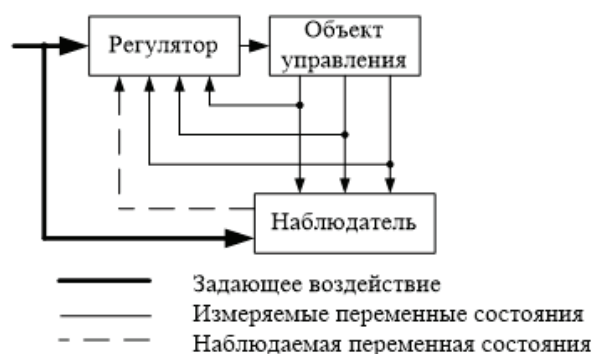 Регулятор
Объект
управления
Наблюдатель
Задающее воздействие
Измеряемые переменные состояния
Наблюдаемая переменная состояния